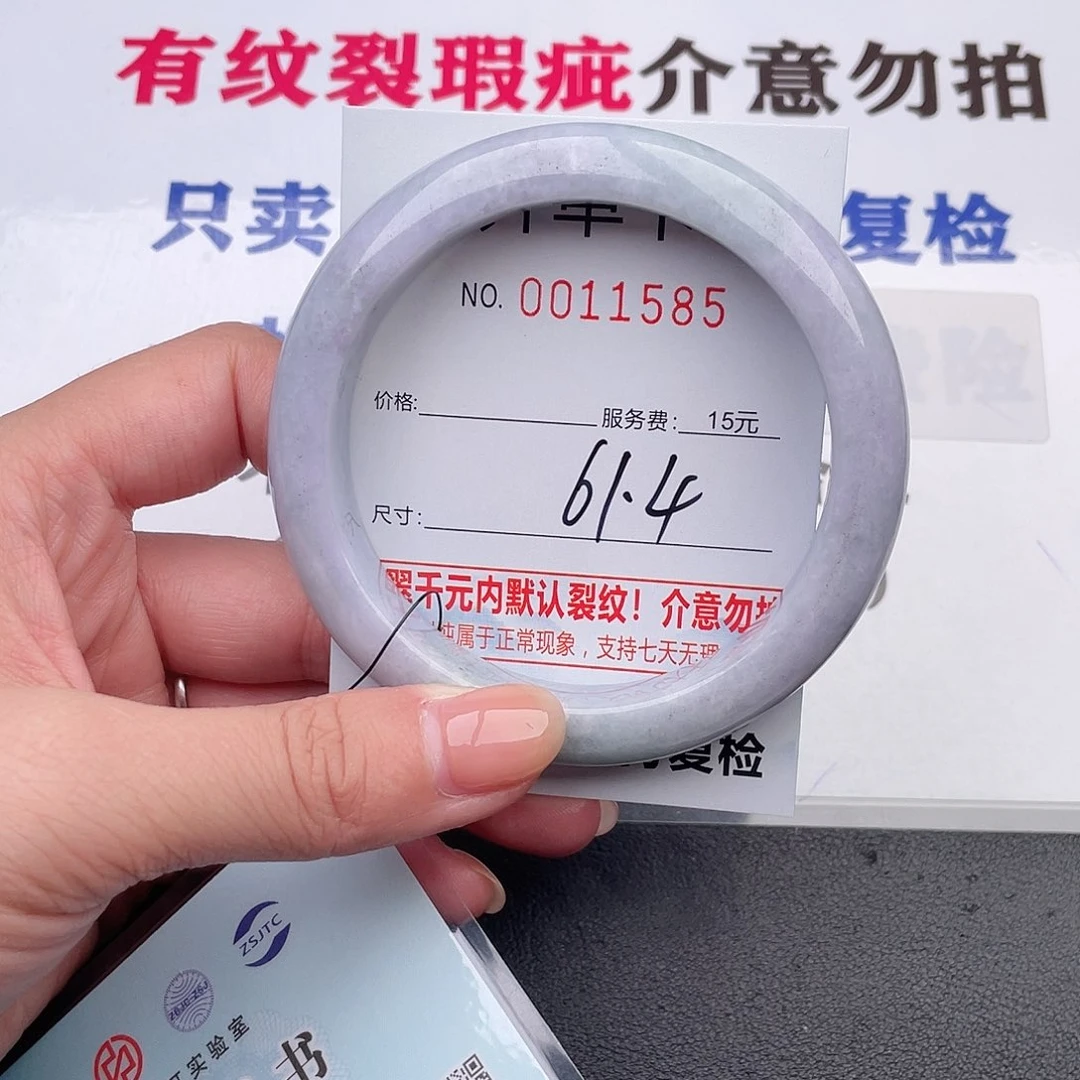 有纹裂瑕疵介意勿拍
只卖 复检
NO. 0011585
价格: 服务费: 15元
61.4
尺寸:
翠千元内默认裂纹！介意勿拍
属于正常现象，支持七天无理
复检
ZSJTC
实验室
书